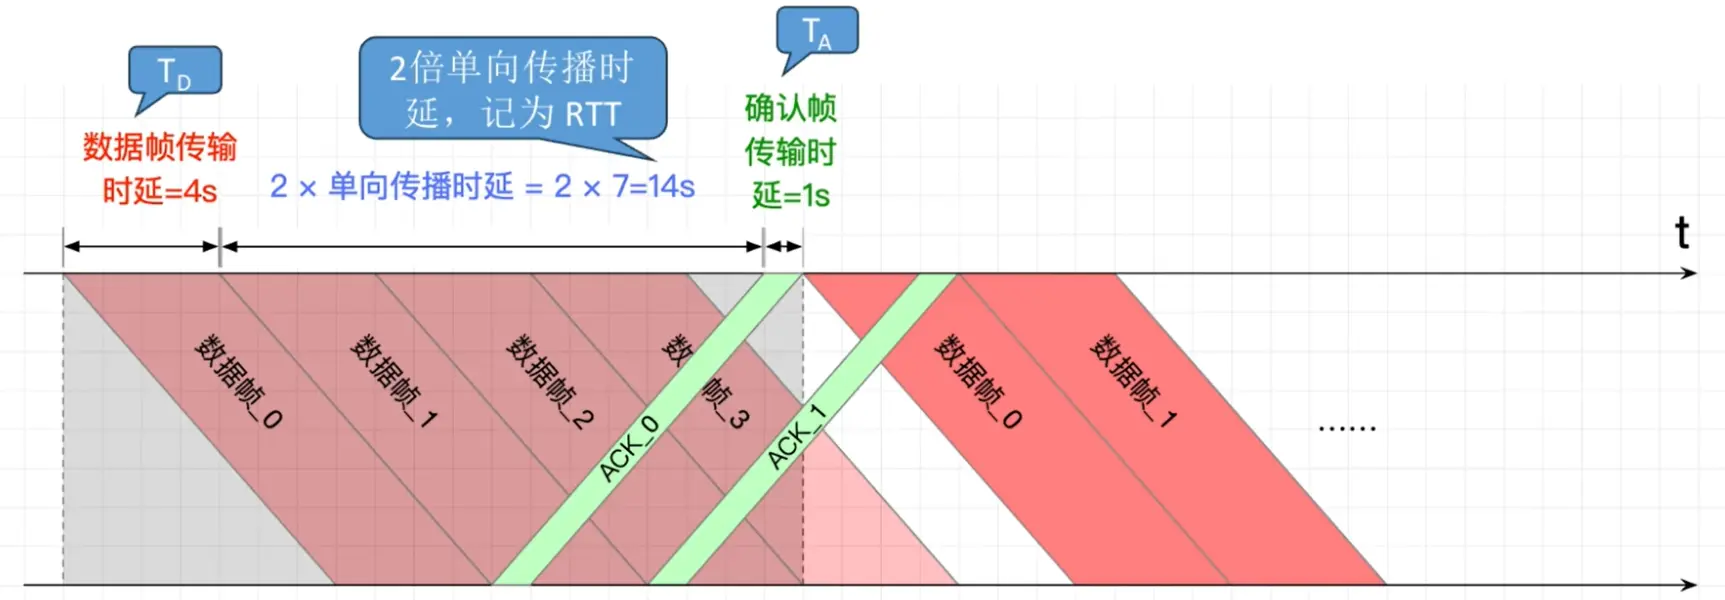 T_D
2倍单向传播时
延，记为 RTT
T_A
数据帧传输
时延=4s
2 × 单向传播时延 = 2 × 7=14s
确认帧
传输时
延=1s
t
数据帧_0
数据帧_1
数据帧_2
数据帧_3
ACK_0
ACK_1
数据帧_0
数据帧_1
......